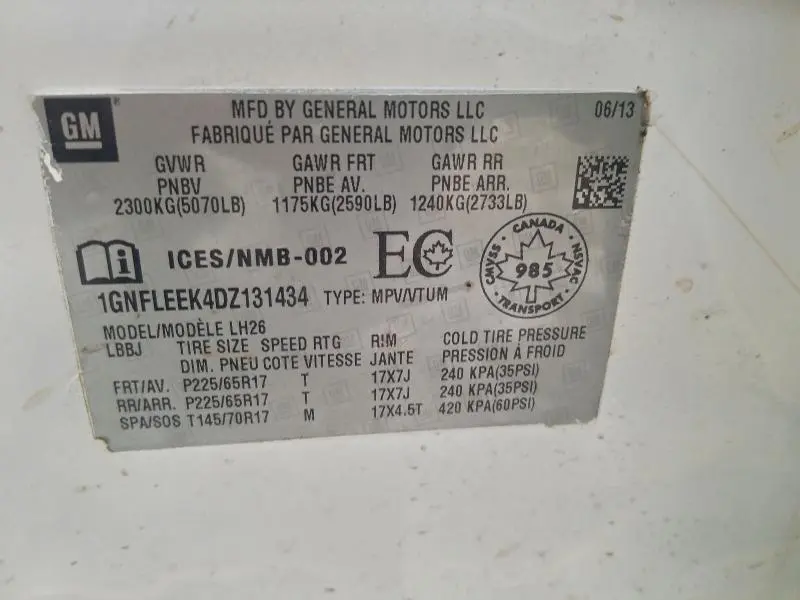 GM
MFD BY GENERAL MOTORS LLC 06/13
FABRIQUÉ PAR GENERAL MOTORS LLC
GVWR GAWR FRT GAWR RR
PNBV PNBE AV. PNBE ARR.
2300KG(5070LB) 1175KG(2590LB) 1240KG(2733LB)
i ICES/NMB-002 EC
CANADA
CMVSS 985 NSVAC
TRANSPORT
1GNFLEEK4DZ131434 TYPE: MPV/VTUM
MODEL/MODÈLE LH26
LBBJ TIRE SIZE SPEED RTG RIM COLD TIRE PRESSURE
DIM. PNEU COTE VITESSE JANTE PRESSION À FROID
FRT/AV. P225/65R17 T 17X7J 240 KPA(35PSI)
RR/ARR. P225/65R17 T 17X7J 240 KPA(35PSI)
SPA/SOS T145/70R17 M 17X4.5T 420 KPA(60PSI)